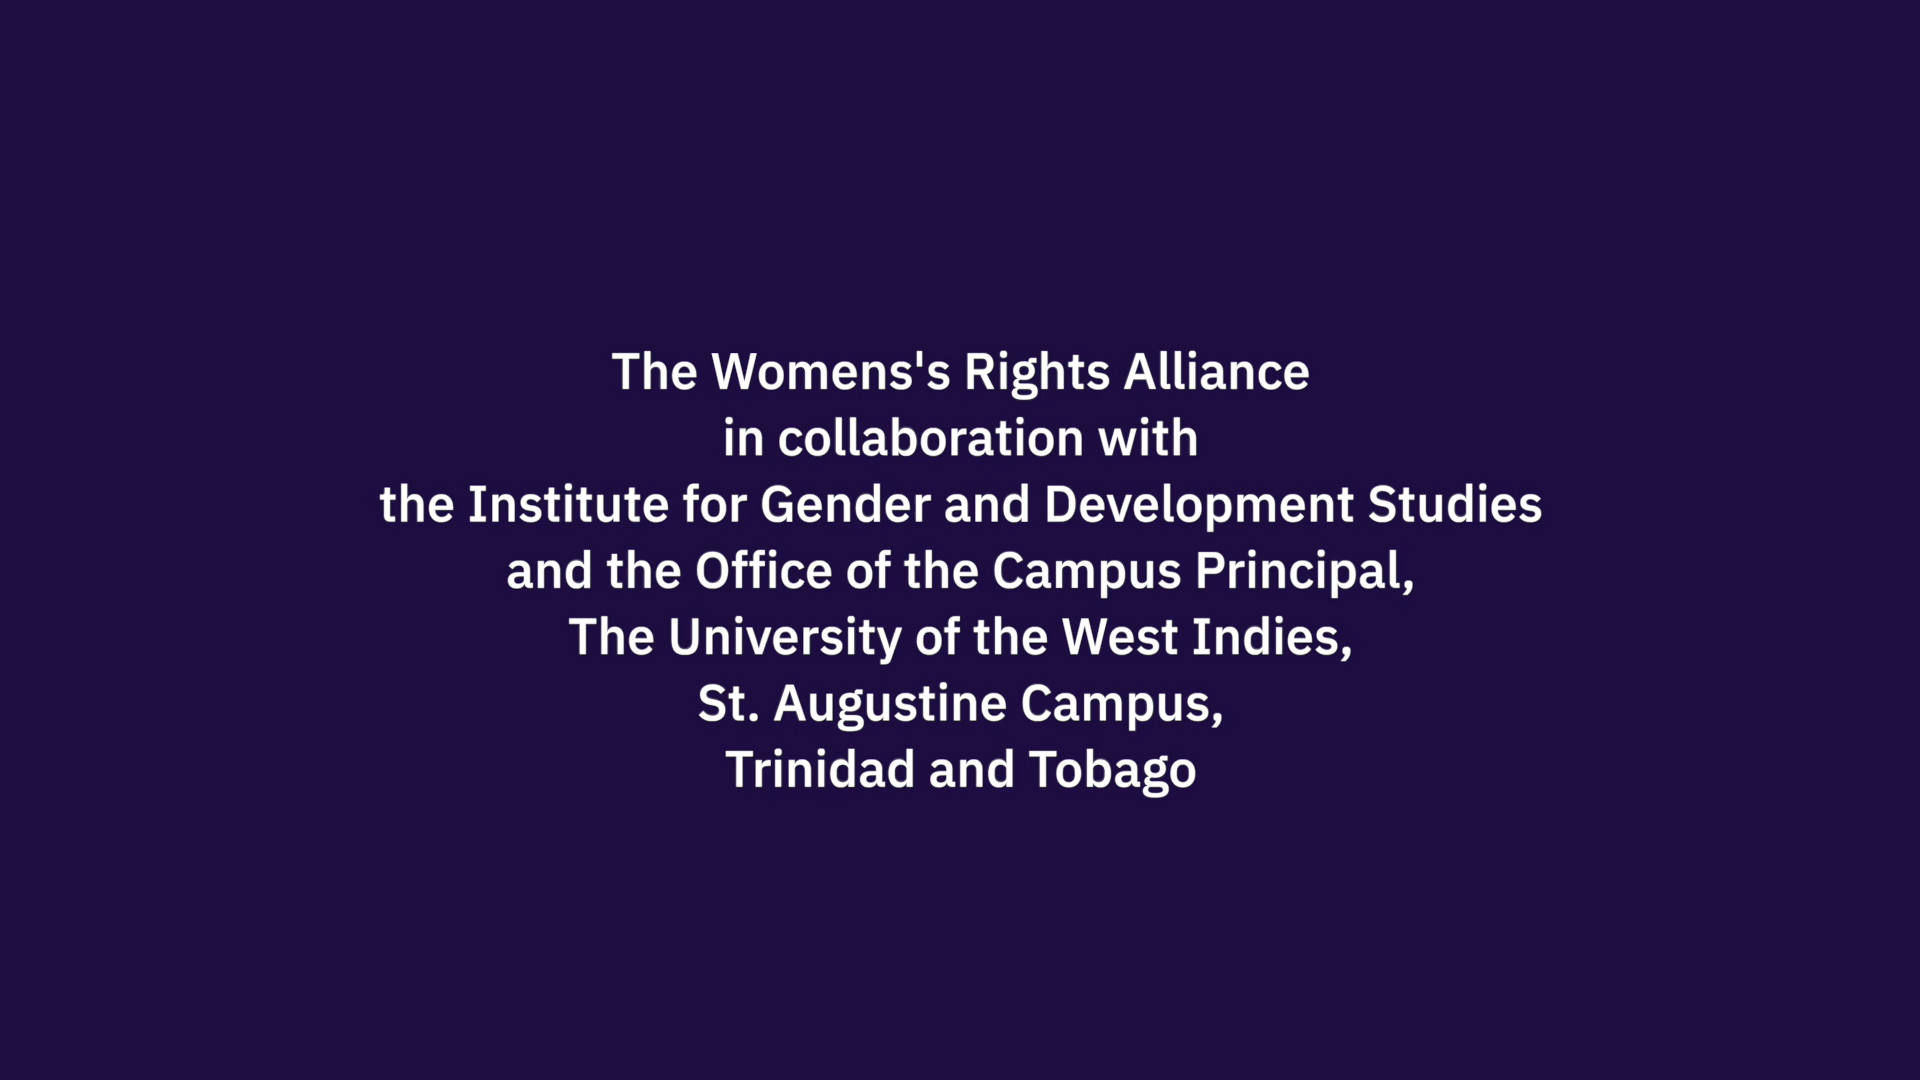 The Womens's Rights Alliance
in collaboration with
the Institute for Gender and Development Studies
and the Office of the Campus Principal,
The University of the West Indies,
St. Augustine Campus,
Trinidad and Tobago